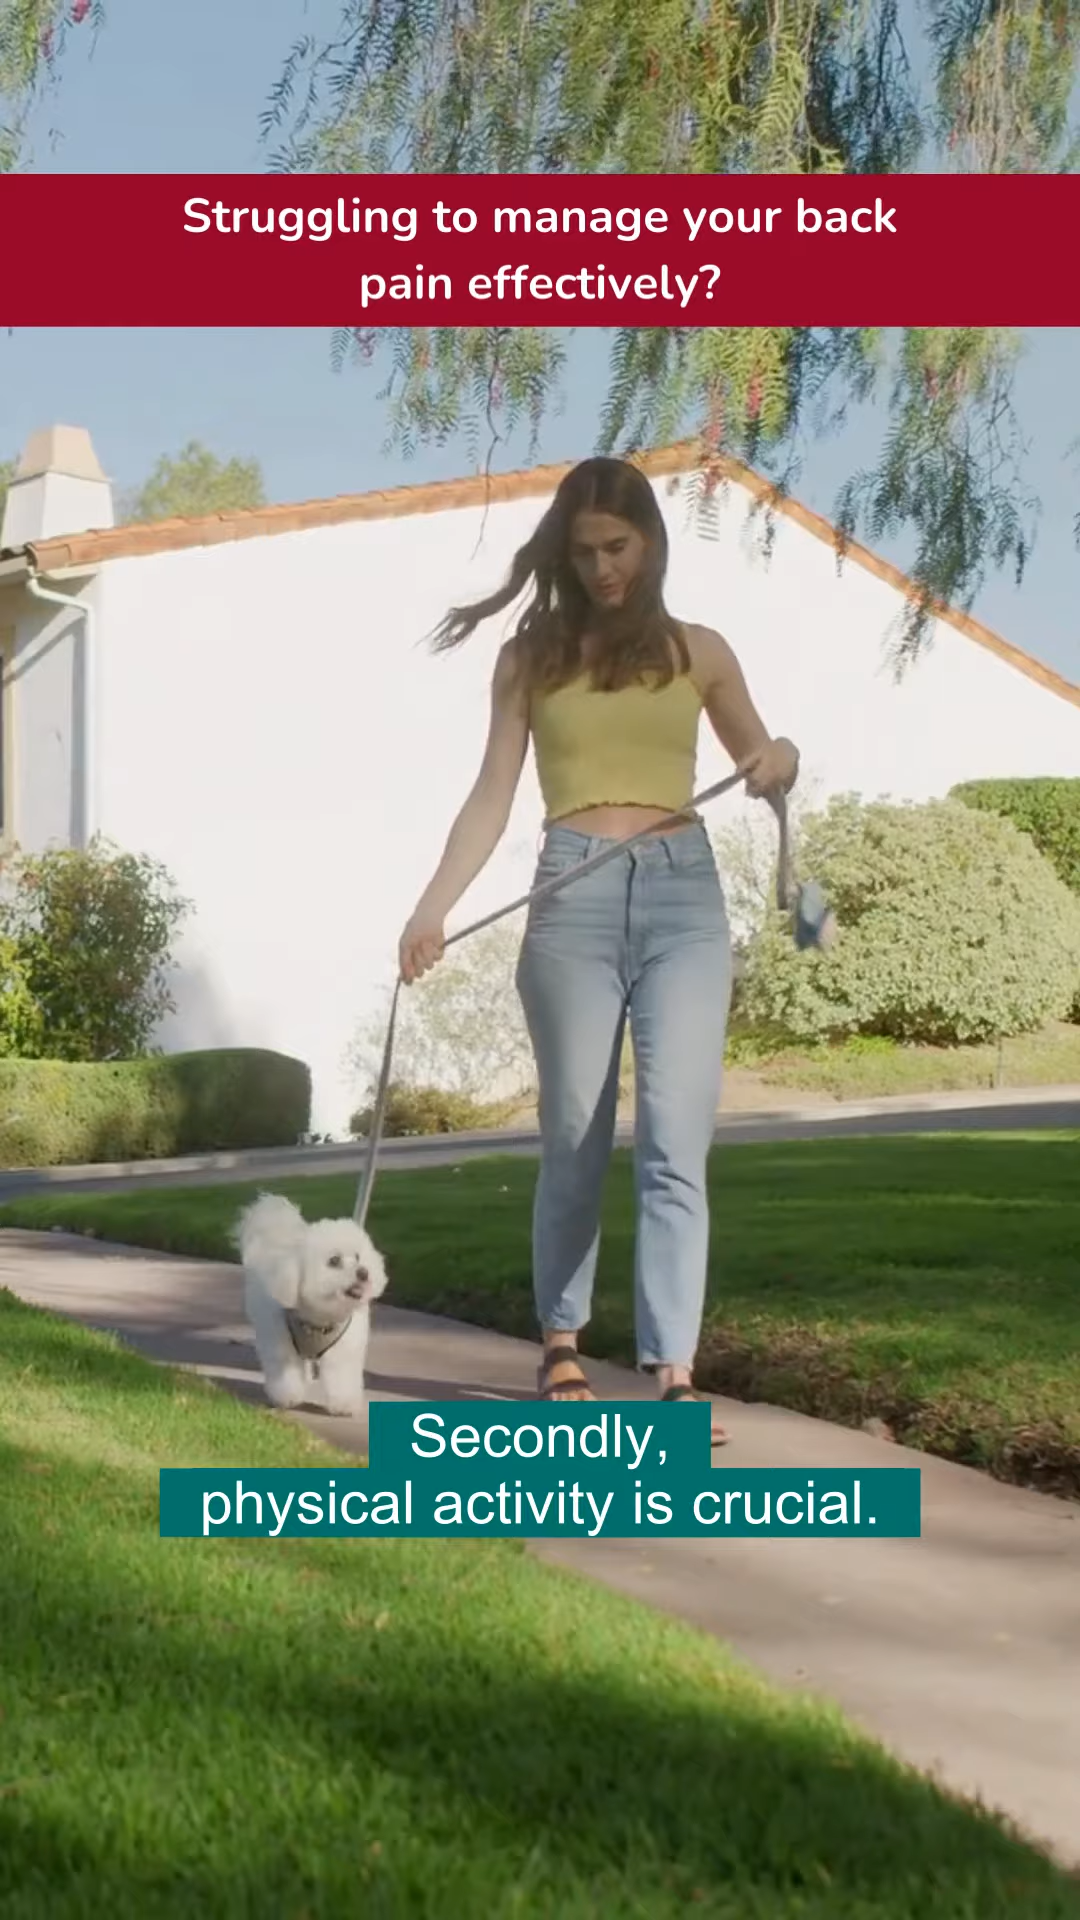 Struggling to manage your back
pain effectively?
Secondly,
physical activity is crucial.